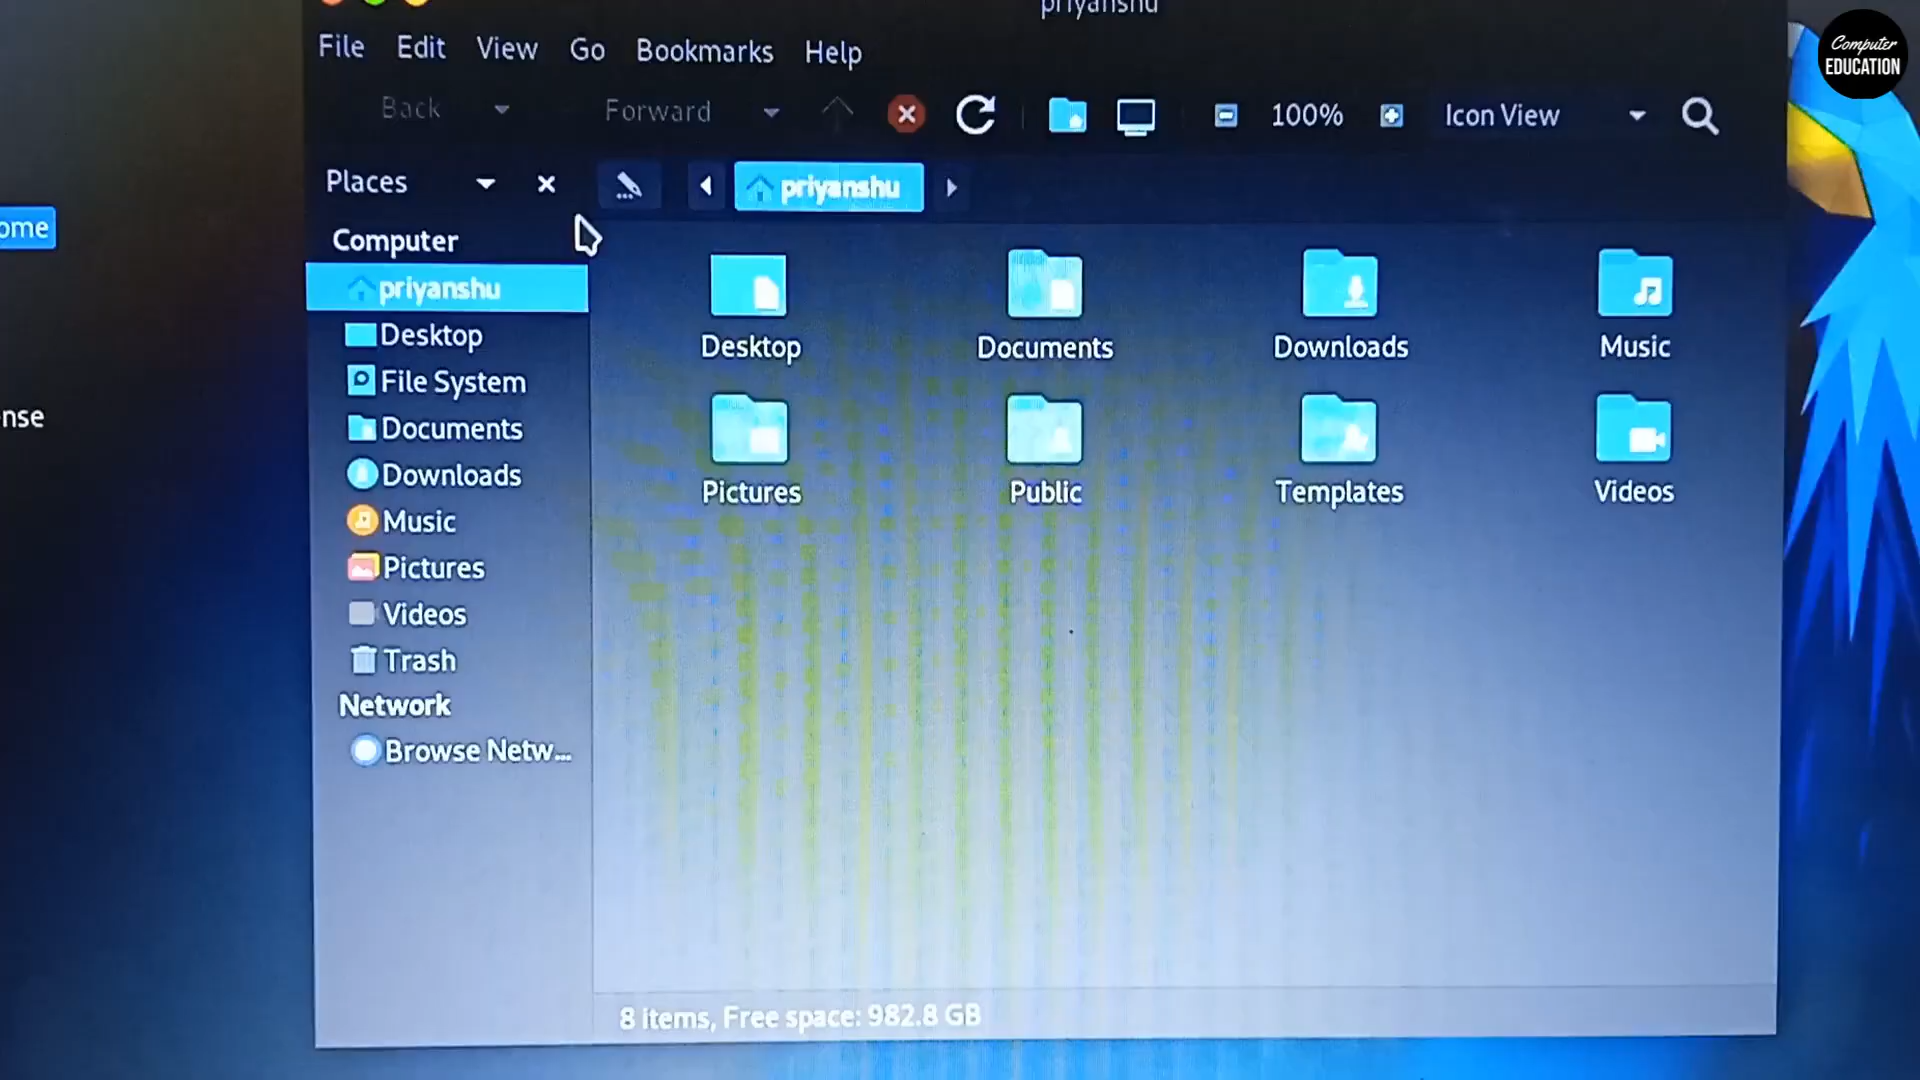 priyanshu
File Edit View Go Bookmarks Help
Computer
EDUCATION
Back Forward 100% Icon View
Places priyanshu
ome
Computer
priyanshu
Desktop
File System
nse
Documents
Downloads
Music
Pictures
Videos
Trash
Network
Browse Netw...
Desktop Documents Downloads Music
Pictures Public Templates Videos
8 items, Free space: 982.8 GB